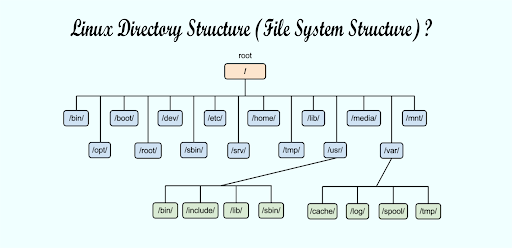 Linux Directory Structure (File System Structure) ?
root
/
/bin/ /boot/ /dev/ /etc/ /home/ /lib/ /media/ /mnt/
/opt/ /root/ /sbin/ /srv/ /tmp/ /usr/ /var/
/bin/ /include/ /lib/ /sbin/ /cache/ /log/ /spool/ /tmp/